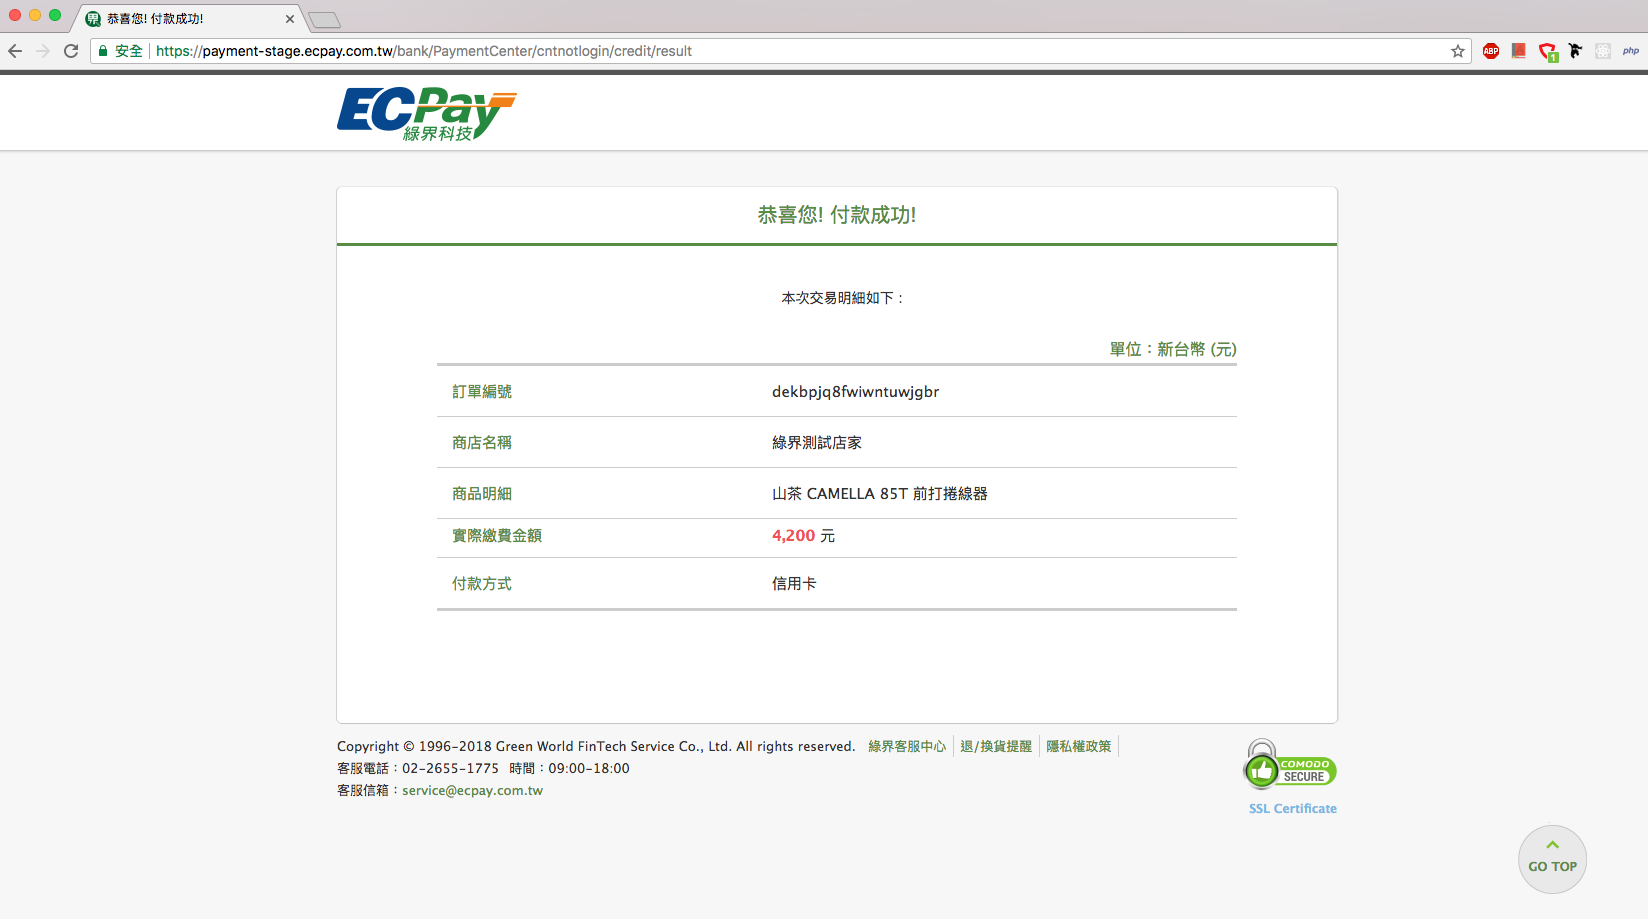 恭喜您! 付款成功!
安全 https://payment-stage.ecpay.com.tw/bank/PaymentCenter/cntnotlogin/credit/result
ABP
1
php
ECPay
綠界科技
恭喜您! 付款成功!
本次交易明細如下：
單位：新台幣 (元)
訂單編號 dekbpjq8fwiwntuwjgbr
商店名稱 綠界測試店家
商品明細 山茶 CAMELLA 85T 前打捲線器
實際繳費金額 4,200 元
付款方式 信用卡
Copyright © 1996-2018 Green World FinTech Service Co., Ltd. All rights reserved. 綠界客服中心 退/換貨提醒 隱私權政策
客服電話：02-2655-1775 時間：09:00-18:00
客服信箱：service@ecpay.com.tw
COMODO
SECURE
SSL Certificate
GO TOP